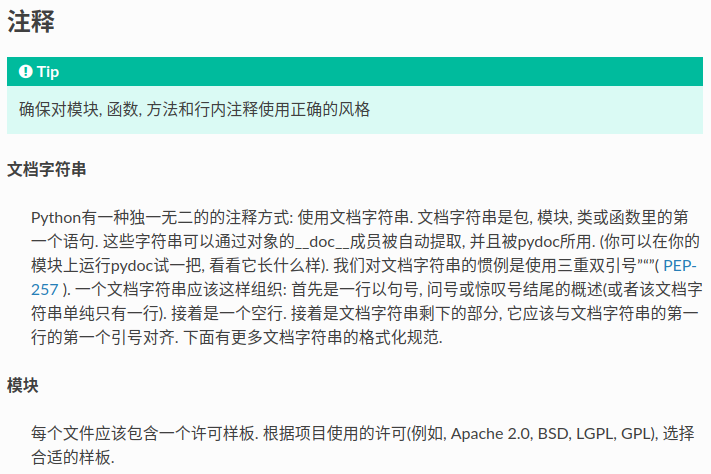 注释
Tip
确保对模块, 函数, 方法和行内注释使用正确的风格
文档字符串
Python有一种独一无二的的注释方式: 使用文档字符串. 文档字符串是包, 模块, 类或函数里的第
一个语句. 这些字符串可以通过对象的__doc__成员被自动提取, 并且被pydoc所用. (你可以在你的
模块上运行pydoc试一把, 看看它长什么样). 我们对文档字符串的惯例是使用三重双引号”“”( PEP-
257 ). 一个文档字符串应该这样组织: 首先是一行以句号, 问号或惊叹号结尾的概述(或者该文档字
符串单纯只有一行). 接着是一个空行. 接着是文档字符串剩下的部分, 它应该与文档字符串的第一
行的第一个引号对齐. 下面有更多文档字符串的格式化规范.
模块
每个文件应该包含一个许可样板. 根据项目使用的许可(例如, Apache 2.0, BSD, LGPL, GPL), 选择
合适的样板.